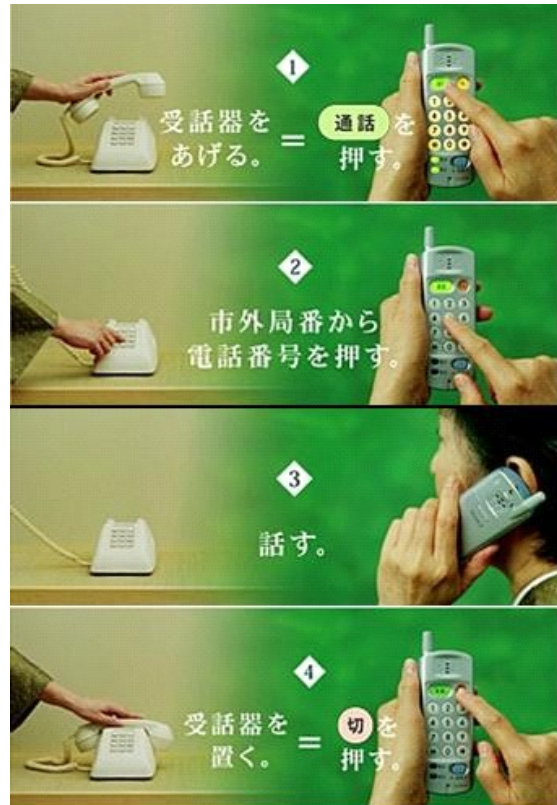 1
受話器を
あげる。
=
通話を
押す。
2
市外局番から
電話番号を押す。
3
話す。
4
受話器を
置く。
=
切を
押す。